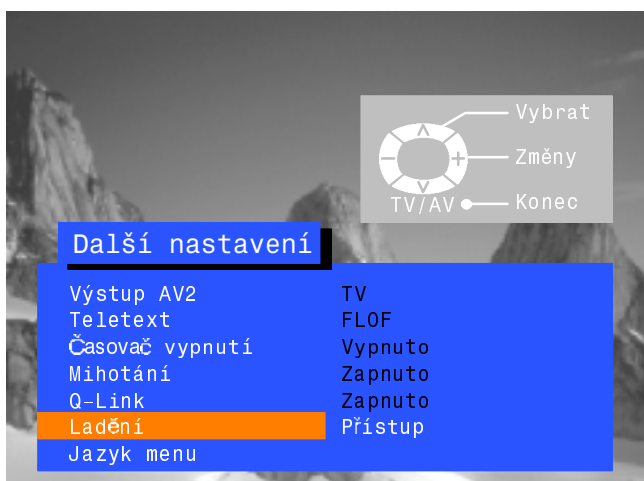 Vybrat
Změny
TV/AV Konec
Další nastavení
Výstup AV2 TV
Teletext FLOF
Časovač vypnutí Vypnuto
Mihotání Zapnuto
Q-Link Zapnuto
Ladění Přístup
Jazyk menu